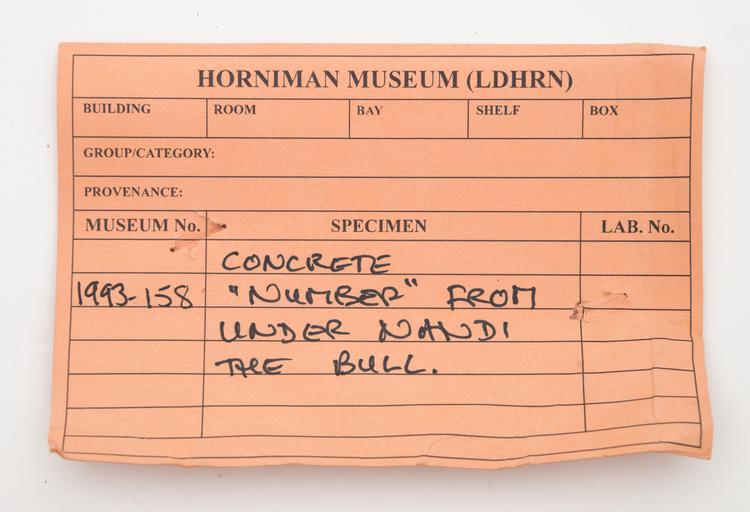 HORNIMAN MUSEUM (LDHRN)
BUILDING ROOM BAY SHELF BOX
GROUP/CATEGORY:
PROVENANCE:
MUSEUM No. SPECIMEN LAB. No.
CONCRETE
1993-158 "NUMBER" FROM
UNDER NANDI
THE BULL.